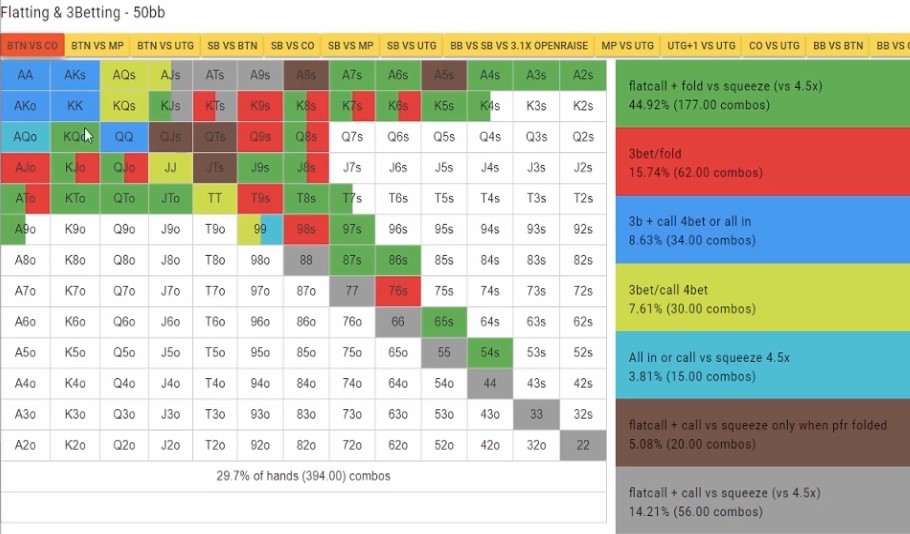 Flatting & 3Betting - 50bb
BTN VS CO BTN VS MP BTN VS UTG SB VS BTN SB VS CO SB VS MP SB VS UTG BB VS SB VS 3.1X OPENRAISE MP VS UTG UTG+1 VS UTG CO VS UTG BB VS BTN BB VS C
AA AKs AQs AJs ATs A9s A8s A7s A6s A5s A4s A3s A2s
AKo KK KQs KJs KTs K9s K8s K7s K6s K5s K4s K3s K2s
AQo KQo QQ QJs QTs Q9s Q8s Q7s Q6s Q5s Q4s Q3s Q2s
AJo KJo QJo JJ JTs J9s J8s J7s J6s J5s J4s J3s J2s
ATo KTo QTo JTo TT T9s T8s T7s T6s T5s T4s T3s T2s
A9o K9o Q9o J9o T9o 99 98s 97s 96s 95s 94s 93s 92s
A8o K8o Q8o J8o T8o 98o 88 87s 86s 85s 84s 83s 82s
A7o K7o Q7o J7o T7o 97o 87o 77 76s 75s 74s 73s 72s
A6o K6o Q6o J6o T6o 96o 86o 76o 66 65s 64s 63s 62s
A5o K5o Q5o J5o T5o 95o 85o 75o 65o 55 54s 53s 52s
A4o K4o Q4o J4o T4o 94o 84o 74o 64o 54o 44 43s 42s
A3o K3o Q3o J3o T3o 93o 83o 73o 63o 53o 43o 33 32s
A2o K2o Q2o J2o T2o 92o 82o 72o 62o 52o 42o 32o 22
29.7% of hands (394.00) combos
flatcall + fold vs squeeze (vs 4.5x)
44.92% (177.00 combos)
3bet/fold
15.74% (62.00 combos)
3b + call 4bet or all in
8.63% (34.00 combos)
3bet/call 4bet
7.61% (30.00 combos)
All in or call vs squeeze 4.5x
3.81% (15.00 combos)
flatcall + call vs squeeze only when pfr folded
5.08% (20.00 combos)
flatcall + call vs squeeze (vs 4.5x)
14.21% (56.00 combos)